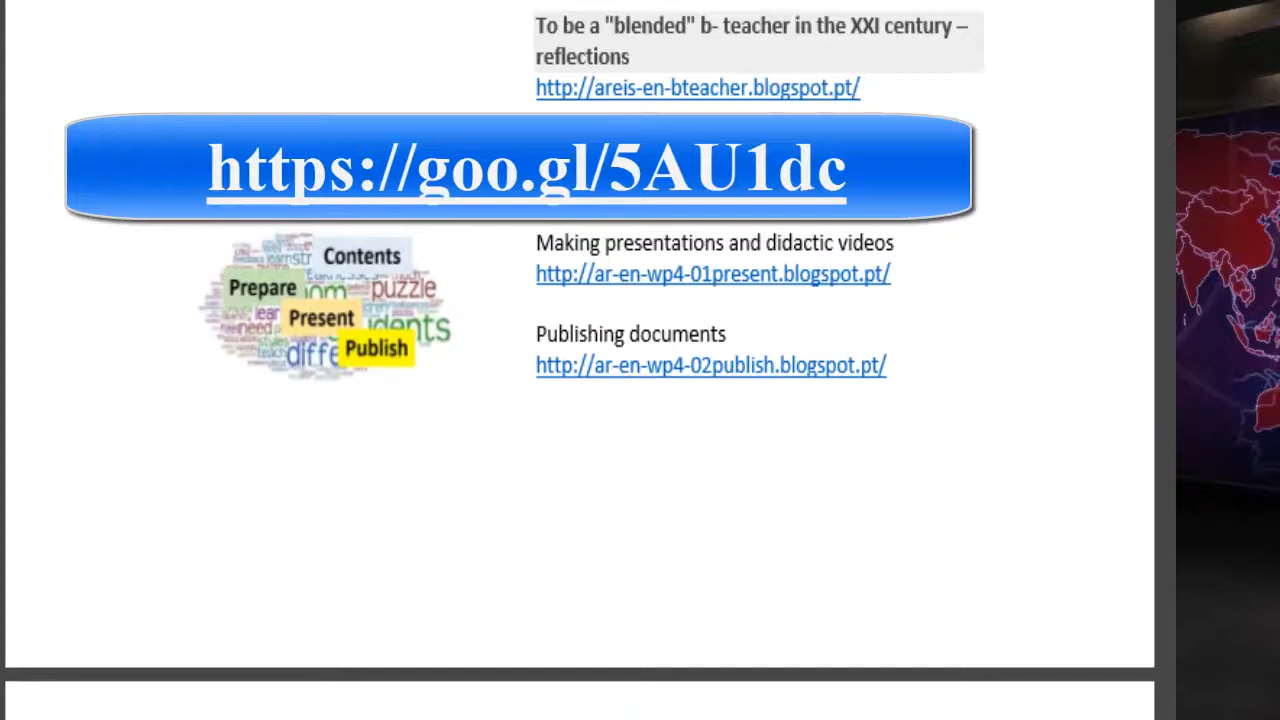 To be a "blended" b- teacher in the XXI century –
reflections
http://areis-en-bteacher.blogspot.pt/
https://goo.gl/5AU1dc
Making presentations and didactic videos
http://ar-en-wp4-01present.blogspot.pt/
Publishing documents
http://ar-en-wp4-02publish.blogspot.pt/
Contents
Prepare
puzzle
Present
need
Publish